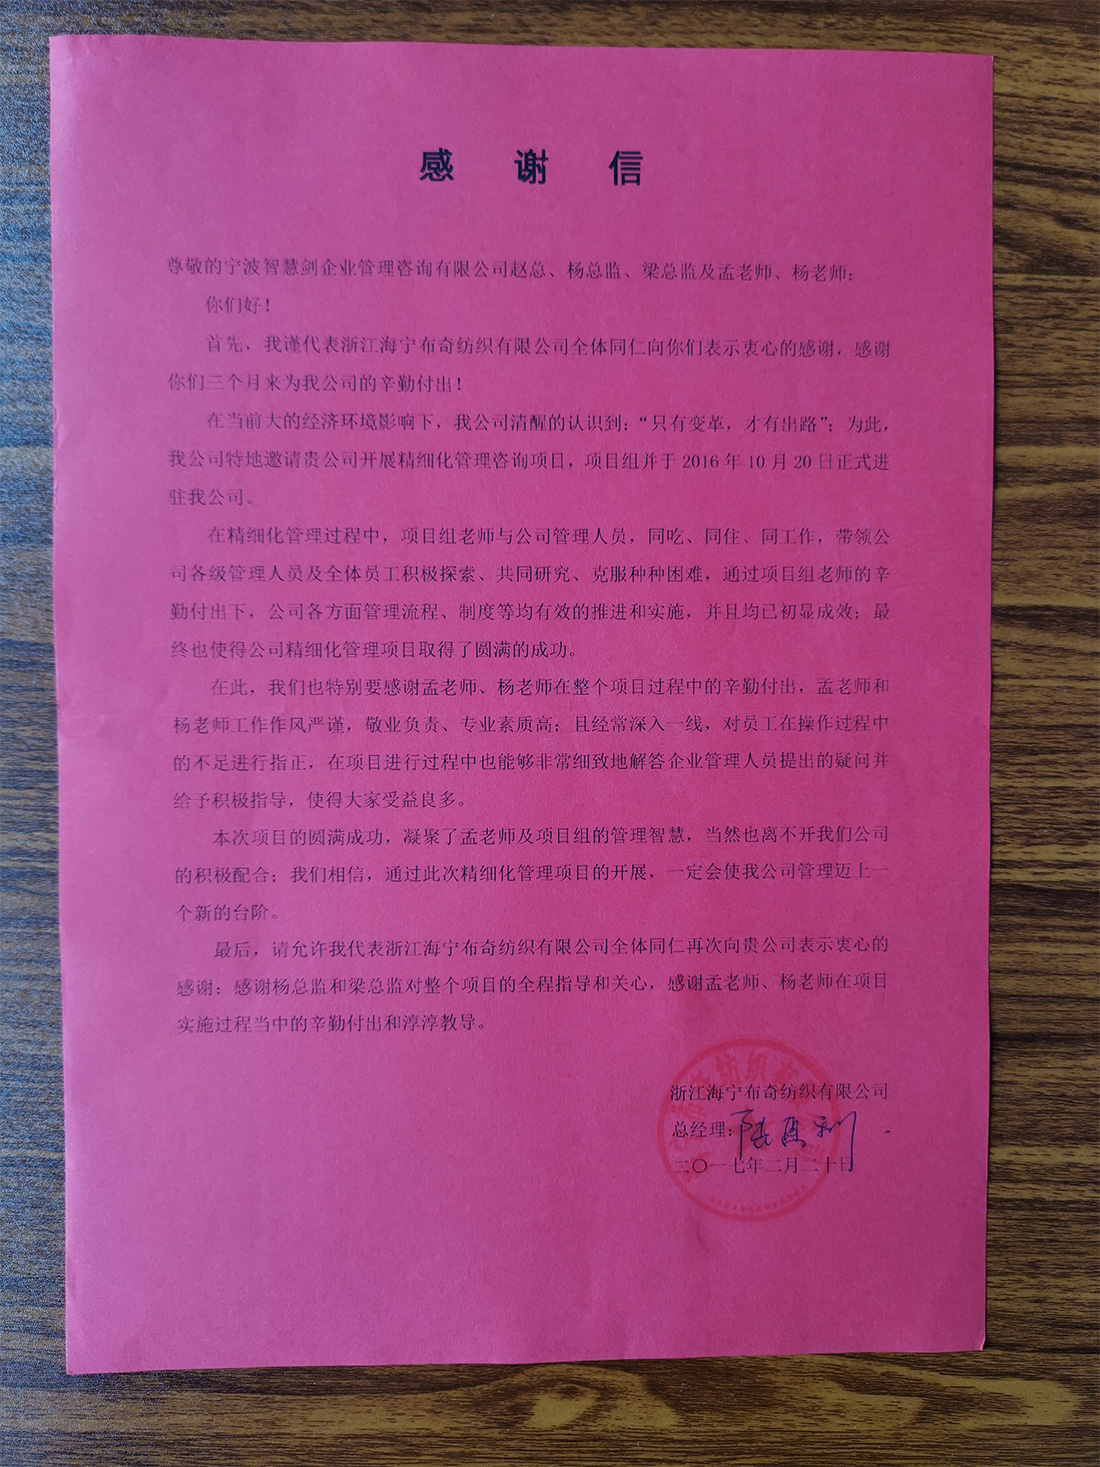 感 谢 信
尊敬的宁波智慧剑企业管理咨询有限公司赵总、杨总监、梁总监及孟老师、杨老师：
你们好！
首先，我谨代表浙江海宁布奇纺织有限公司全体同仁向你们表示衷心的感谢，感谢
你们三个月来为我公司的辛勤付出！
在当前大的经济环境影响下，我公司清醒的认识到：“只有变革，才有出路”；为此，
我公司特地邀请贵公司开展精细化管理咨询项目，项目组并于 2016 年 10 月 20 日正式进
驻我公司。
在精细化管理过程中，项目组老师与公司管理人员，同吃、同住、同工作，带领公
司各级管理人员及全体员工积极探索、共同研究、克服种种困难，通过项目组老师的辛
勤付出下，公司各方面管理流程、制度等均有效的推进和实施，并且均已初显成效；最
终也使得公司精细化管理项目取得了圆满的成功。
在此，我们也特别要感谢孟老师、杨老师在整个项目过程中的辛勤付出，孟老师和
杨老师工作作风严谨，敬业负责、专业素质高；且经常深入一线，对员工在操作过程中
的不足进行指正，在项目进行过程中也能够非常细致地解答企业管理人员提出的疑问并
给予积极指导，使得大家受益良多。
本次项目的圆满成功，凝聚了孟老师及项目组的管理智慧，当然也离不开我们公司
的积极配合；我们相信，通过此次精细化管理项目的开展，一定会使我公司管理迈上一
个新的台阶。
最后，请允许我代表浙江海宁布奇纺织有限公司全体同仁再次向贵公司表示衷心的
感谢：感谢杨总监和梁总监对整个项目的全程指导和关心，感谢孟老师、杨老师在项目
实施过程当中的辛勤付出和淳淳教导。
浙江海宁布奇纺织有限公司
总经理：
二〇一七年二月二十日